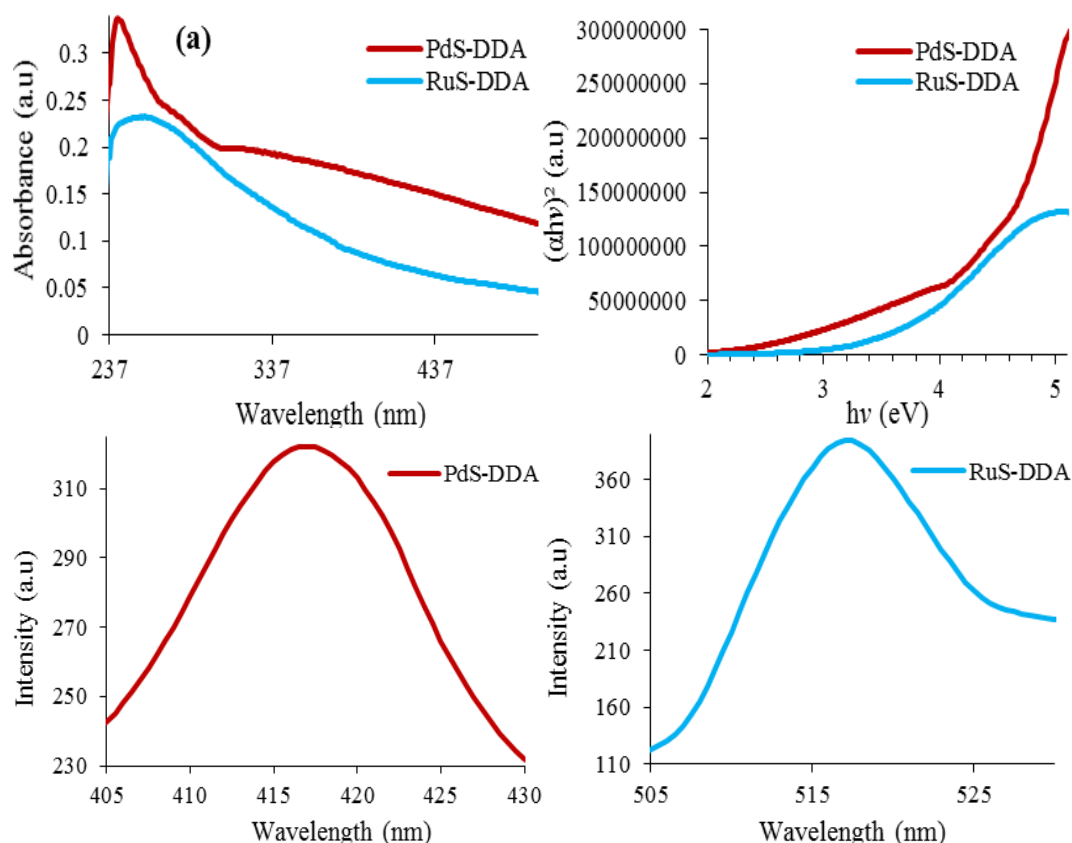 (a)
PdS-DDA
RuS-DDA
Absorbance (a.u)
0.3
0.25
0.2
0.15
0.1
0.05
0
237 337 437
Wavelength (nm)
PdS-DDA
RuS-DDA
(αhν)² (a.u)
300000000
250000000
200000000
150000000
100000000
50000000
0
2 3 4 5
hν (eV)
PdS-DDA
Intensity (a.u)
310
290
270
250
230
405 410 415 420 425 430
Wavelength (nm)
RuS-DDA
Intensity (a.u)
360
310
260
210
160
110
505 515 525
Wavelength (nm)